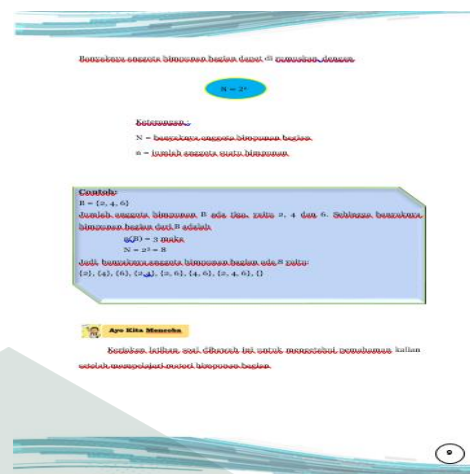 Banyaknya anggota himpunan bagian dapat di rumuskan dengan
N = 2ⁿ
Keterangan :
N = banyaknya anggota himpunan bagian
n = jumlah anggota suatu himpunan
Contoh:
B = {2, 4, 6}
Jumlah anggota himpunan B ada tiga, yaitu 2, 4 dan 6. Sehingga banyaknya
himpunan bagian dari B adalah
n(B) = 3 maka
N = 2³ = 8
Jadi, banyaknya anggota himpunan bagian ada 8 yaitu:
{2}, {4}, {6}, {2,4}, {2, 6}, {4, 6}, {2, 4, 6}, {}
Ayo Kita Mencoba
Kerjakan latihan soal dibawah ini untuk mengetahui pemahaman kalian
setelah mempelajari materi himpunan bagian
9